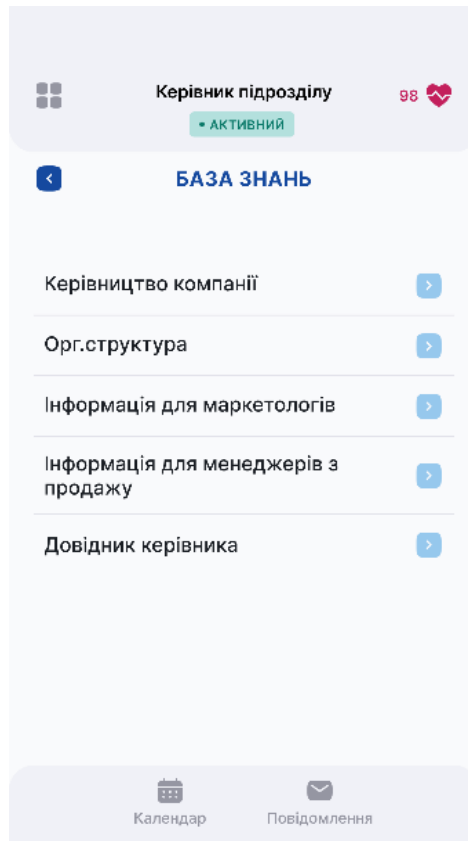 Керівник підрозділу
98
• АКТИВНИЙ
БАЗА ЗНАНЬ
Керівництво компанії
Орг.структура
Інформація для маркетологів
Інформація для менеджерів з
продажу
Довідник керівника
Календар
Повідомлення